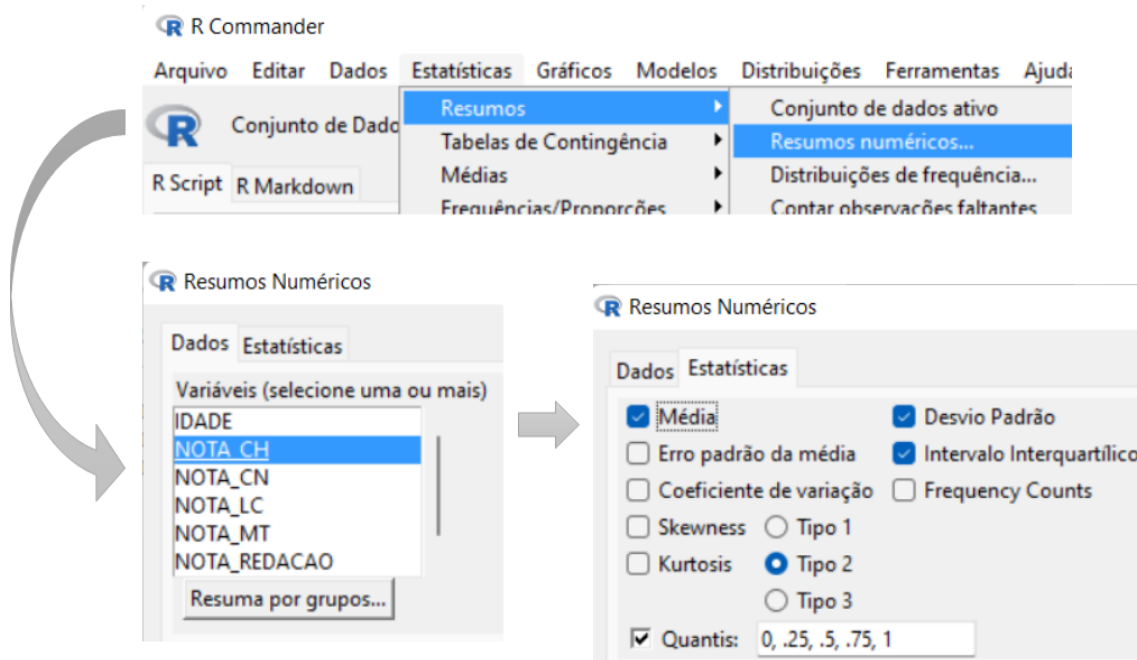 R Commander
Arquivo Editar Dados Estatísticas Gráficos Modelos Distribuições Ferramentas Ajuda
R Conjunto de Dado
R Script R Markdown
Resumos
Tabelas de Contingência
Médias
Frequências/Proporções
Conjunto de dados ativo
Resumos numéricos...
Distribuições de frequência...
Contar observações faltantes
Resumos Numéricos
Dados Estatísticas
Variáveis (selecione uma ou mais)
IDADE
NOTA_CH
NOTA_CN
NOTA_LC
NOTA_MT
NOTA_REDACAO
Resuma por grupos...
Resumos Numéricos
Dados Estatísticas
Média Desvio Padrão
Erro padrão da média Intervalo Interquartílico
Coeficiente de variação Frequency Counts
Skewness Tipo 1
Kurtosis Tipo 2
Tipo 3
Quantis: 0, .25, .5, .75, 1